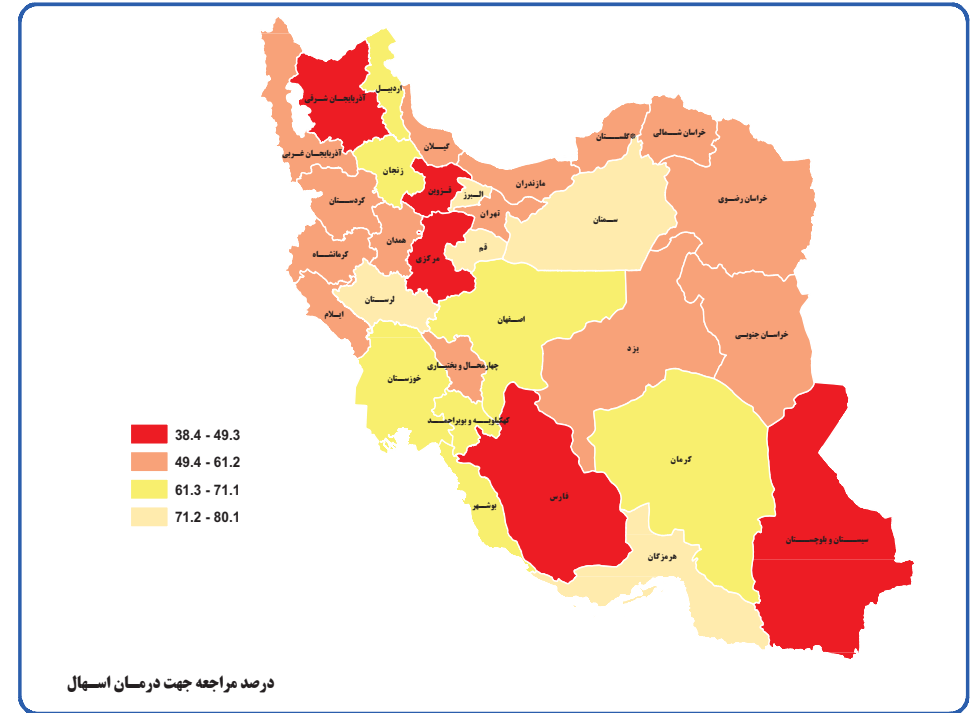 اردبیل
آذربایجان شرقی
گلستان*
خراسان شمالی
گیلان
آذربایجان غربی
زنجان
مازندران
قزوین
البرز
خراسان رضوی
کردستان
تهران
سمنان
همدان
قم
کرمانشاه
مرکزی
لرستان
ایلام
اصفهان
خراسان جنوبی
یزد
چهارمحال و بختیاری
خوزستان
کهکیلویه و بویراحمد
38.4 - 49.3
49.4 - 61.2
61.3 - 71.1
71.2 - 80.1
کرمان
فارس
بوشهر
سیستان و بلوچستان
هرمزگان
درصد مراجعه جهت درمان اسهال